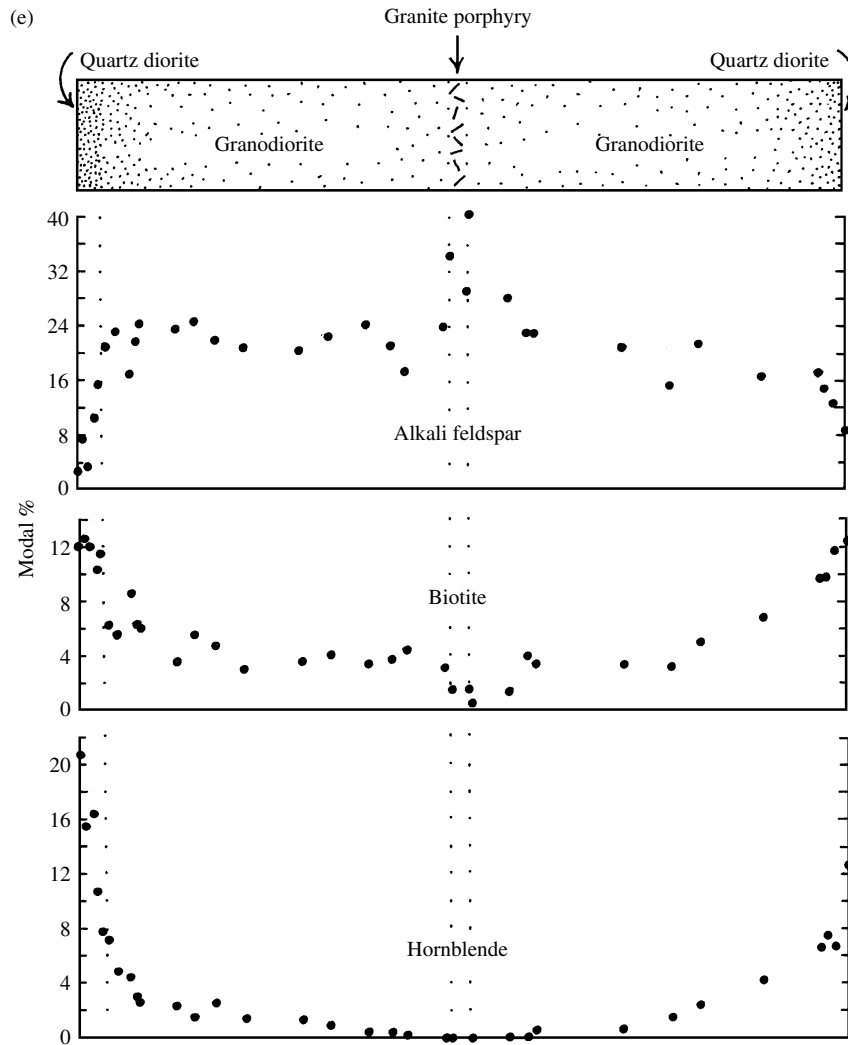 (e)
Granite porphyry
Quartz diorite
Quartz diorite
Granodiorite
Granodiorite
40
32
24
16
8
0
Alkali feldspar
Modal %
12
8
4
0
Biotite
20
16
12
8
4
0
Hornblende